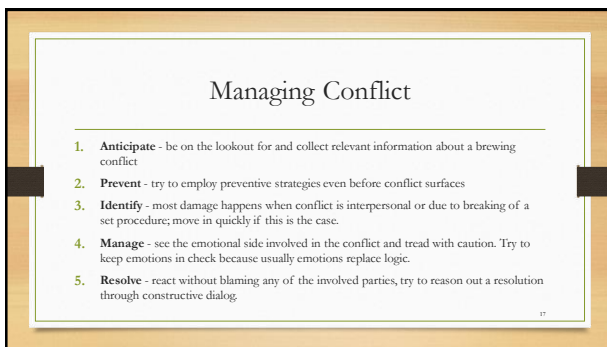 Managing Conflict
1. Anticipate - be on the lookout for and collect relevant information about a brewing
conflict
2. Prevent - try to employ preventive strategies even before conflict surfaces
3. Identify - most damage happens when conflict is interpersonal or due to breaking of a
set procedure; move in quickly if this is the case.
4. Manage - see the emotional side involved in the conflict and tread with caution. Try to
keep emotions in check because usually emotions replace logic.
5. Resolve - react without blaming any of the involved parties, try to reason out a resolution
through constructive dialog.
17